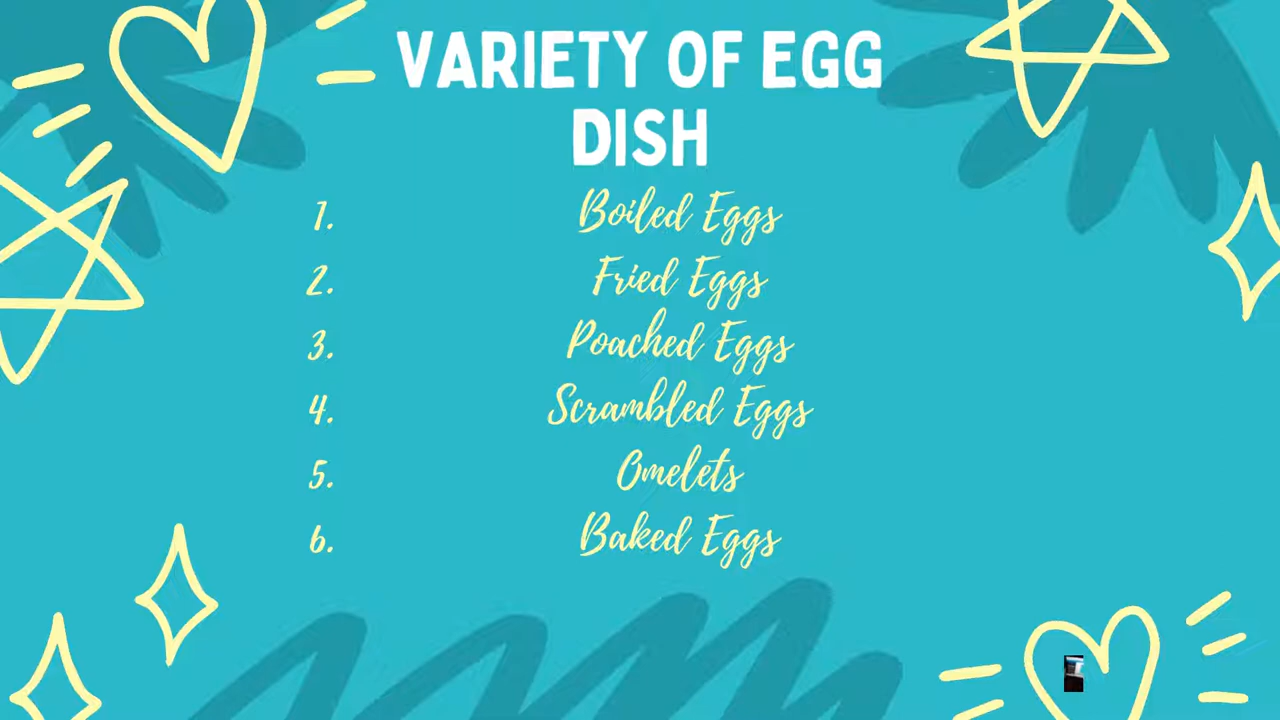 VARIETY OF EGG
DISH
1. Boiled Eggs
2. Fried Eggs
3. Poached Eggs
4. Scrambled Eggs
5. Omelets
6. Baked Eggs